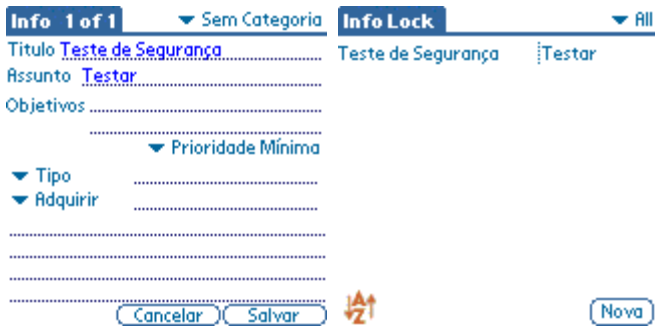 Info 1 of 1
Sem Categoria
Titulo Teste de Segurança
Assunto Testar
Objetivos
Prioridade Mínima
Tipo
Adquirir
Cancelar
Salvar
Info Lock
All
Teste de Segurança
Testar
A
Z
Nova